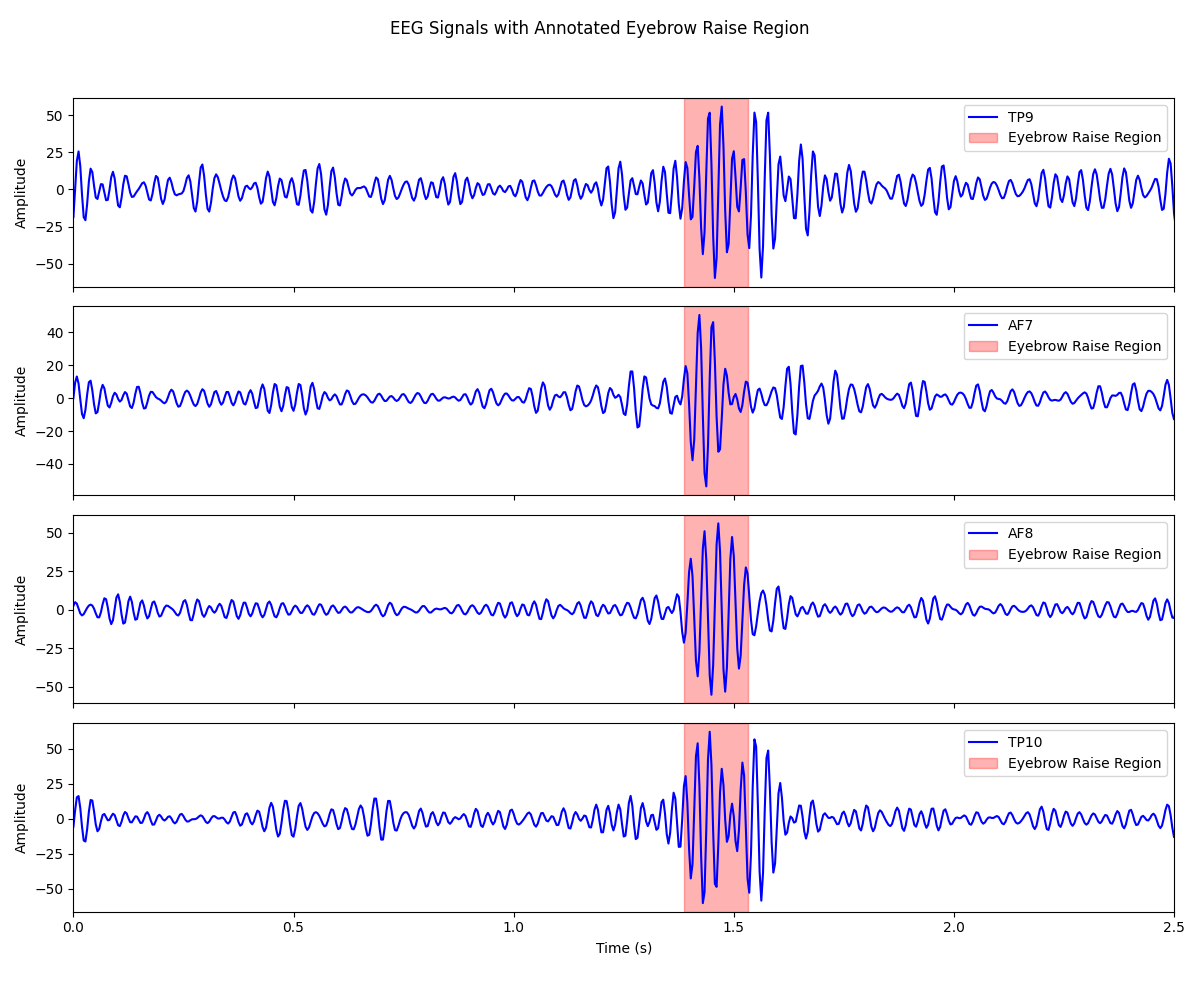 EEG Signals with Annotated Eyebrow Raise Region
Amplitude
50
25
0
−25
−50
TP9
Eyebrow Raise Region
Amplitude
40
20
0
−20
−40
AF7
Eyebrow Raise Region
Amplitude
50
25
0
−25
−50
AF8
Eyebrow Raise Region
Amplitude
50
25
0
−25
−50
TP10
Eyebrow Raise Region
0.0 0.5 1.0 1.5 2.0 2.5
Time (s)